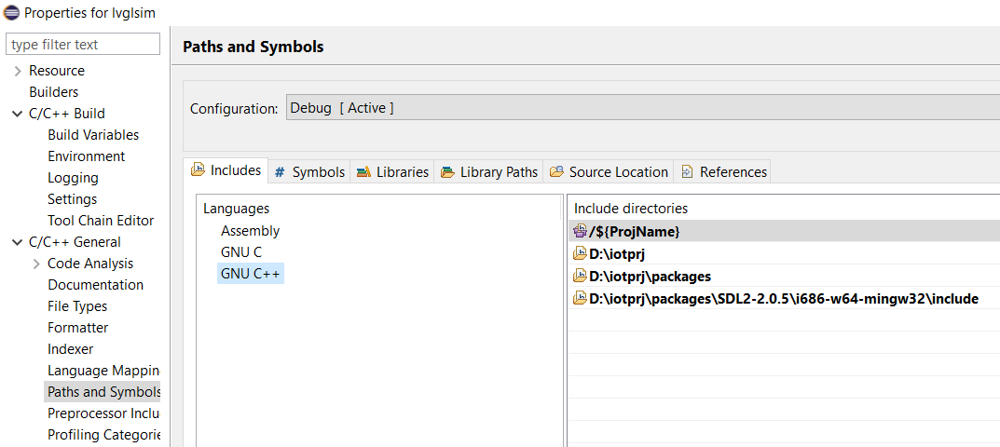 Properties for lvglsim
type filter text
Resource
Builders
C/C++ Build
Build Variables
Environment
Logging
Settings
Tool Chain Editor
C/C++ General
Code Analysis
Documentation
File Types
Formatter
Indexer
Language Mappin
Paths and Symbols
Preprocessor Inclu
Profiling Categorie
Paths and Symbols
Configuration: Debug [ Active ]
Includes # Symbols Libraries Library Paths Source Location References
Languages
Assembly
GNU C
GNU C++
Include directories
/${ProjName}
D:\iotprj
D:\iotprj\packages
D:\iotprj\packages\SDL2-2.0.5\i686-w64-mingw32\include